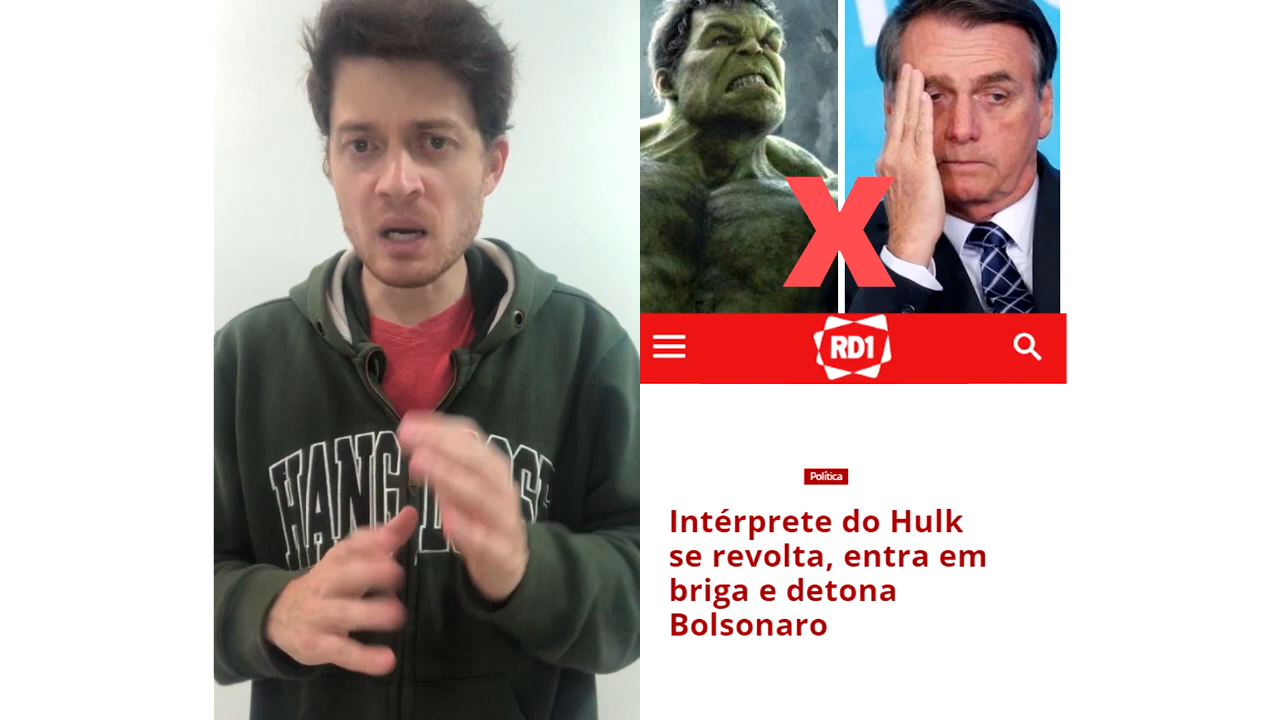 X
RD1
Política
Intérprete do Hulk
se revolta, entra em
briga e detona
Bolsonaro